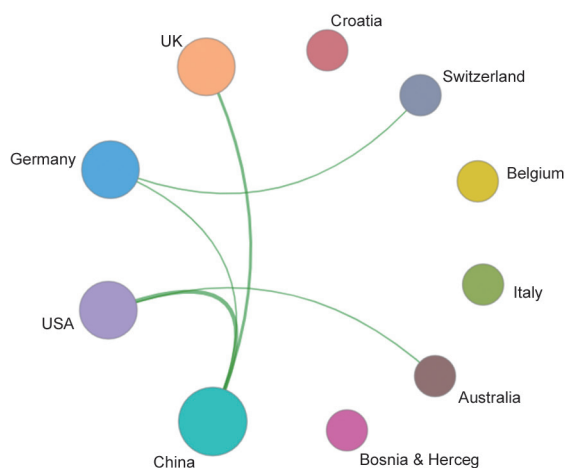 Croatia
UK
Switzerland
Germany
Belgium
Italy
USA
Australia
China
Bosnia & Herceg